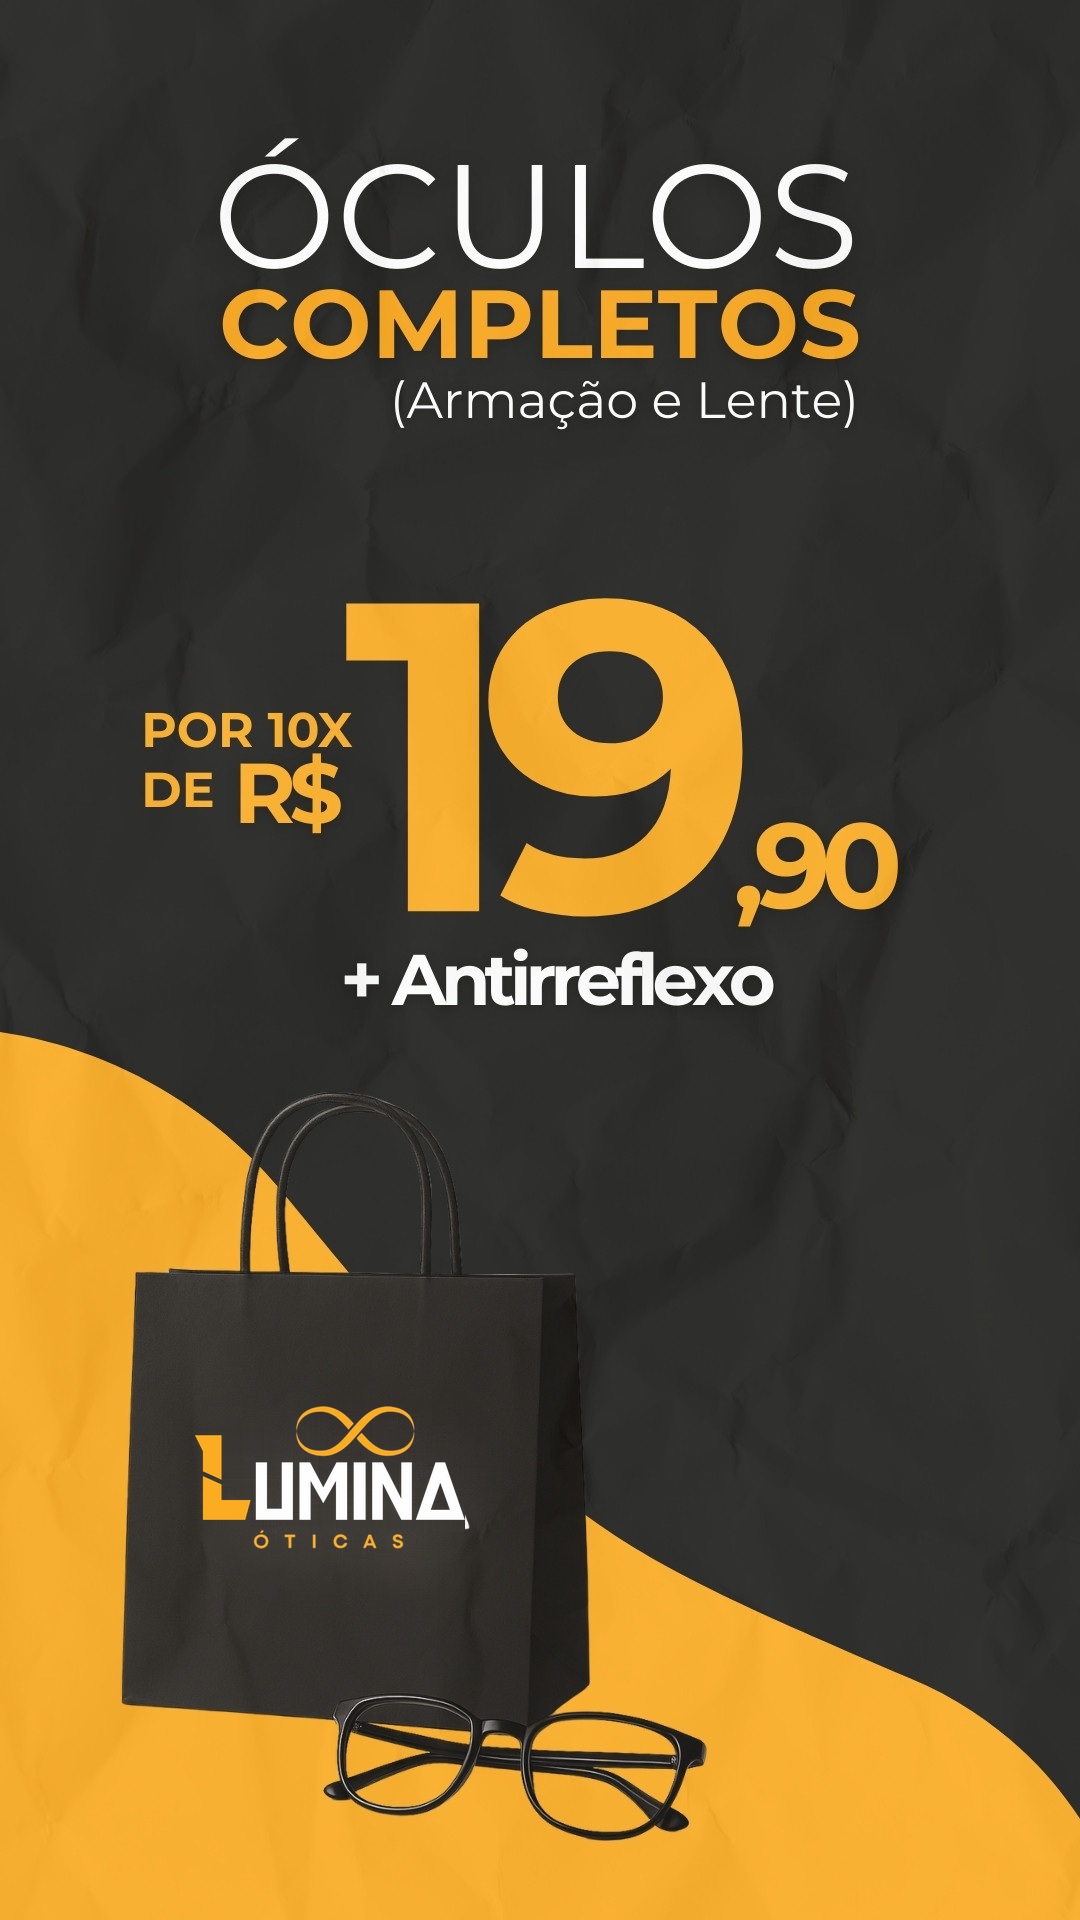 ÓCULOS
COMPLETOS
(Armação e Lente)
POR 10X
DE R$ 19,90
+ Antirreflexo
LUMINA
ÓTICAS